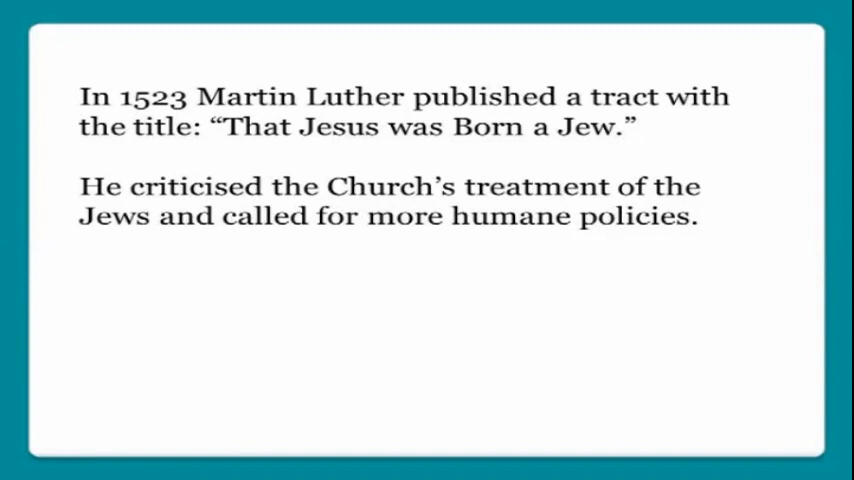 In 1523 Martin Luther published a tract with
the title: “That Jesus was Born a Jew.”
He criticised the Church’s treatment of the
Jews and called for more humane policies.